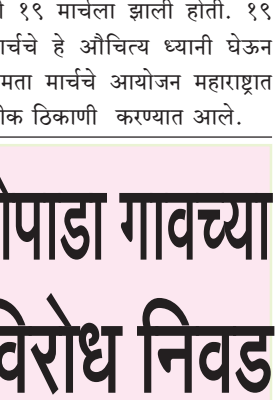 १९ मार्चला झाली होती. १९
मार्चचे हे औचित्य ध्यानी घेऊन
मता मार्चचे आयोजन महाराष्ट्रात
ठिकाणी करण्यात आले.
पाडा गावच्या
विरोध निवड